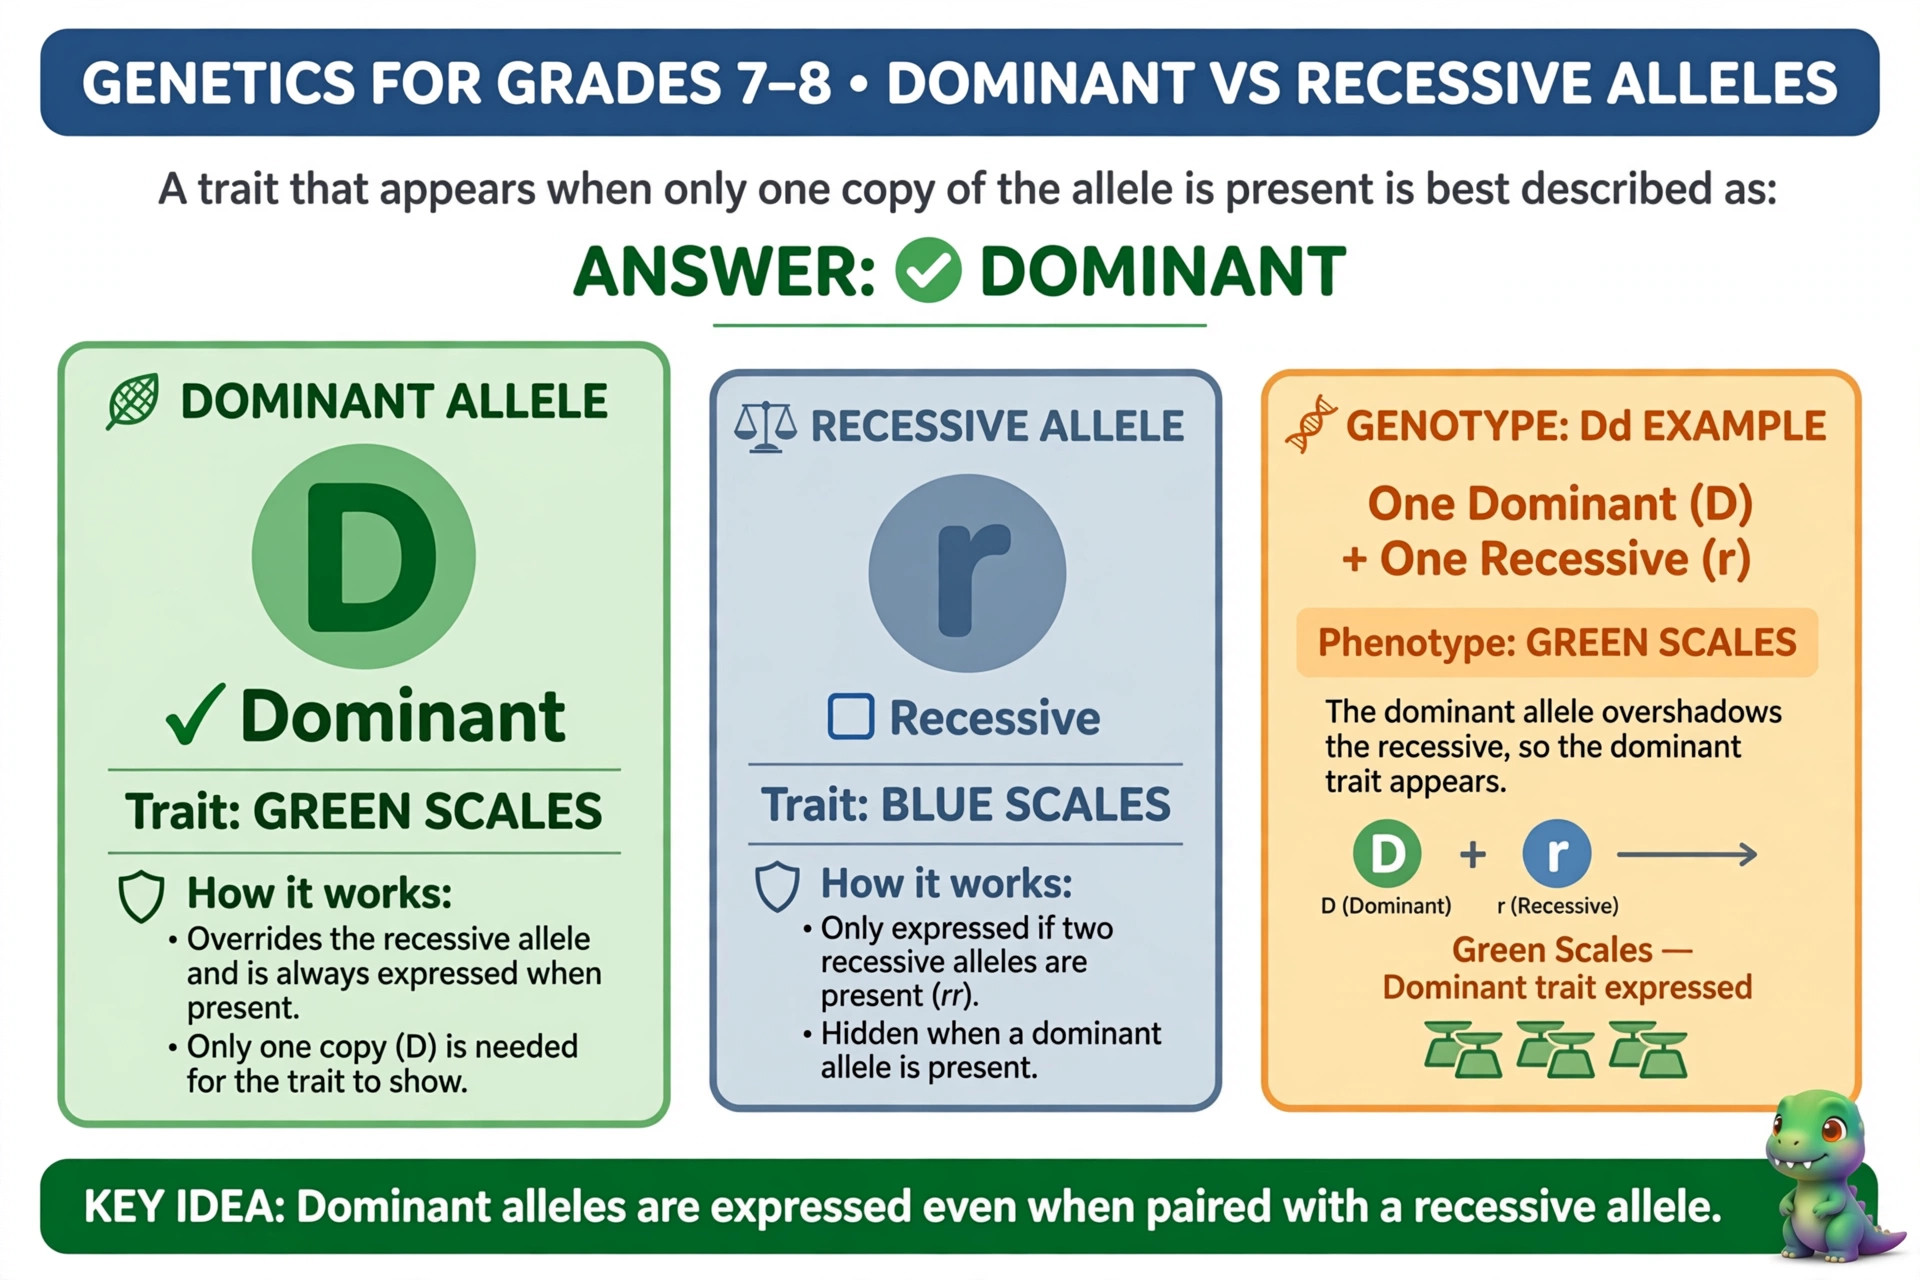 GENETICS FOR GRADES 7–8 • DOMINANT VS RECESSIVE ALLELES
A trait that appears when only one copy of the allele is present is best described as:
ANSWER: ✓ DOMINANT
DOMINANT ALLELE
D
✓ Dominant
Trait: GREEN SCALES
How it works:
• Overrides the recessive allele
and is always expressed when
present.
• Only one copy (D) is needed
for the trait to show.
RECESSIVE ALLELE
r
Recessive
Trait: BLUE SCALES
How it works:
• Only expressed if two
recessive alleles are
present (rr).
• Hidden when a dominant
allele is present.
GENOTYPE: Dd EXAMPLE
One Dominant (D)
+ One Recessive (r)
Phenotype: GREEN SCALES
The dominant allele overshadows
the recessive, so the dominant
trait appears.
D + r
D (Dominant) r (Recessive)
Green Scales —
Dominant trait expressed
KEY IDEA: Dominant alleles are expressed even when paired with a recessive allele.